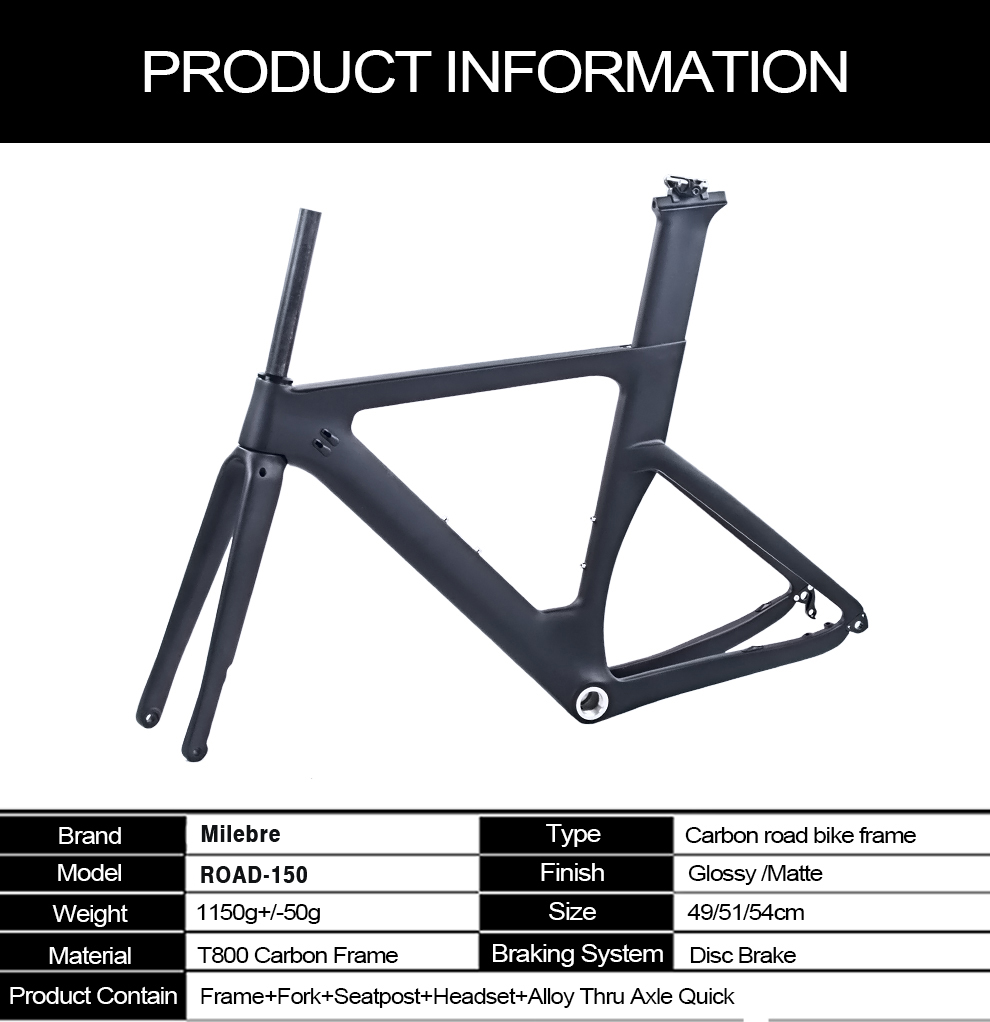 PRODUCT INFORMATION
Brand Milebre Type Carbon road bike frame
Model ROAD-150 Finish Glossy /Matte
Weight 1150g+/-50g Size 49/51/54cm
Material T800 Carbon Frame Braking System Disc Brake
Product Contain Frame+Fork+Seatpost+Headset+Alloy Thru Axle Quick